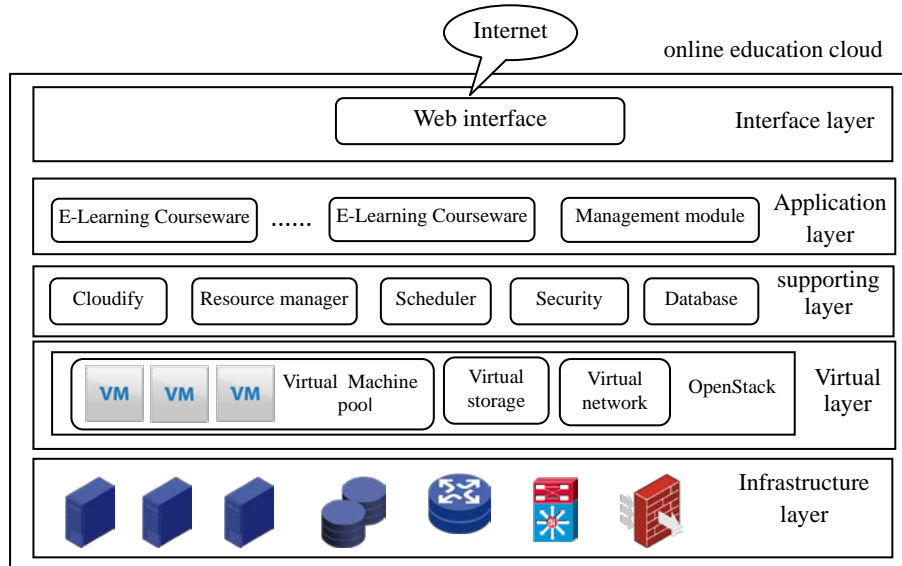 Internet
online education cloud
Web interface
Interface layer
E-Learning Courseware
......
E-Learning Courseware
Management module
Application
layer
Cloudify
Resource manager
Scheduler
Security
Database
supporting
layer
VM
VM
VM
Virtual Machine
pool
Virtual
storage
Virtual
network
OpenStack
Virtual
layer
Si
Infrastructure
layer